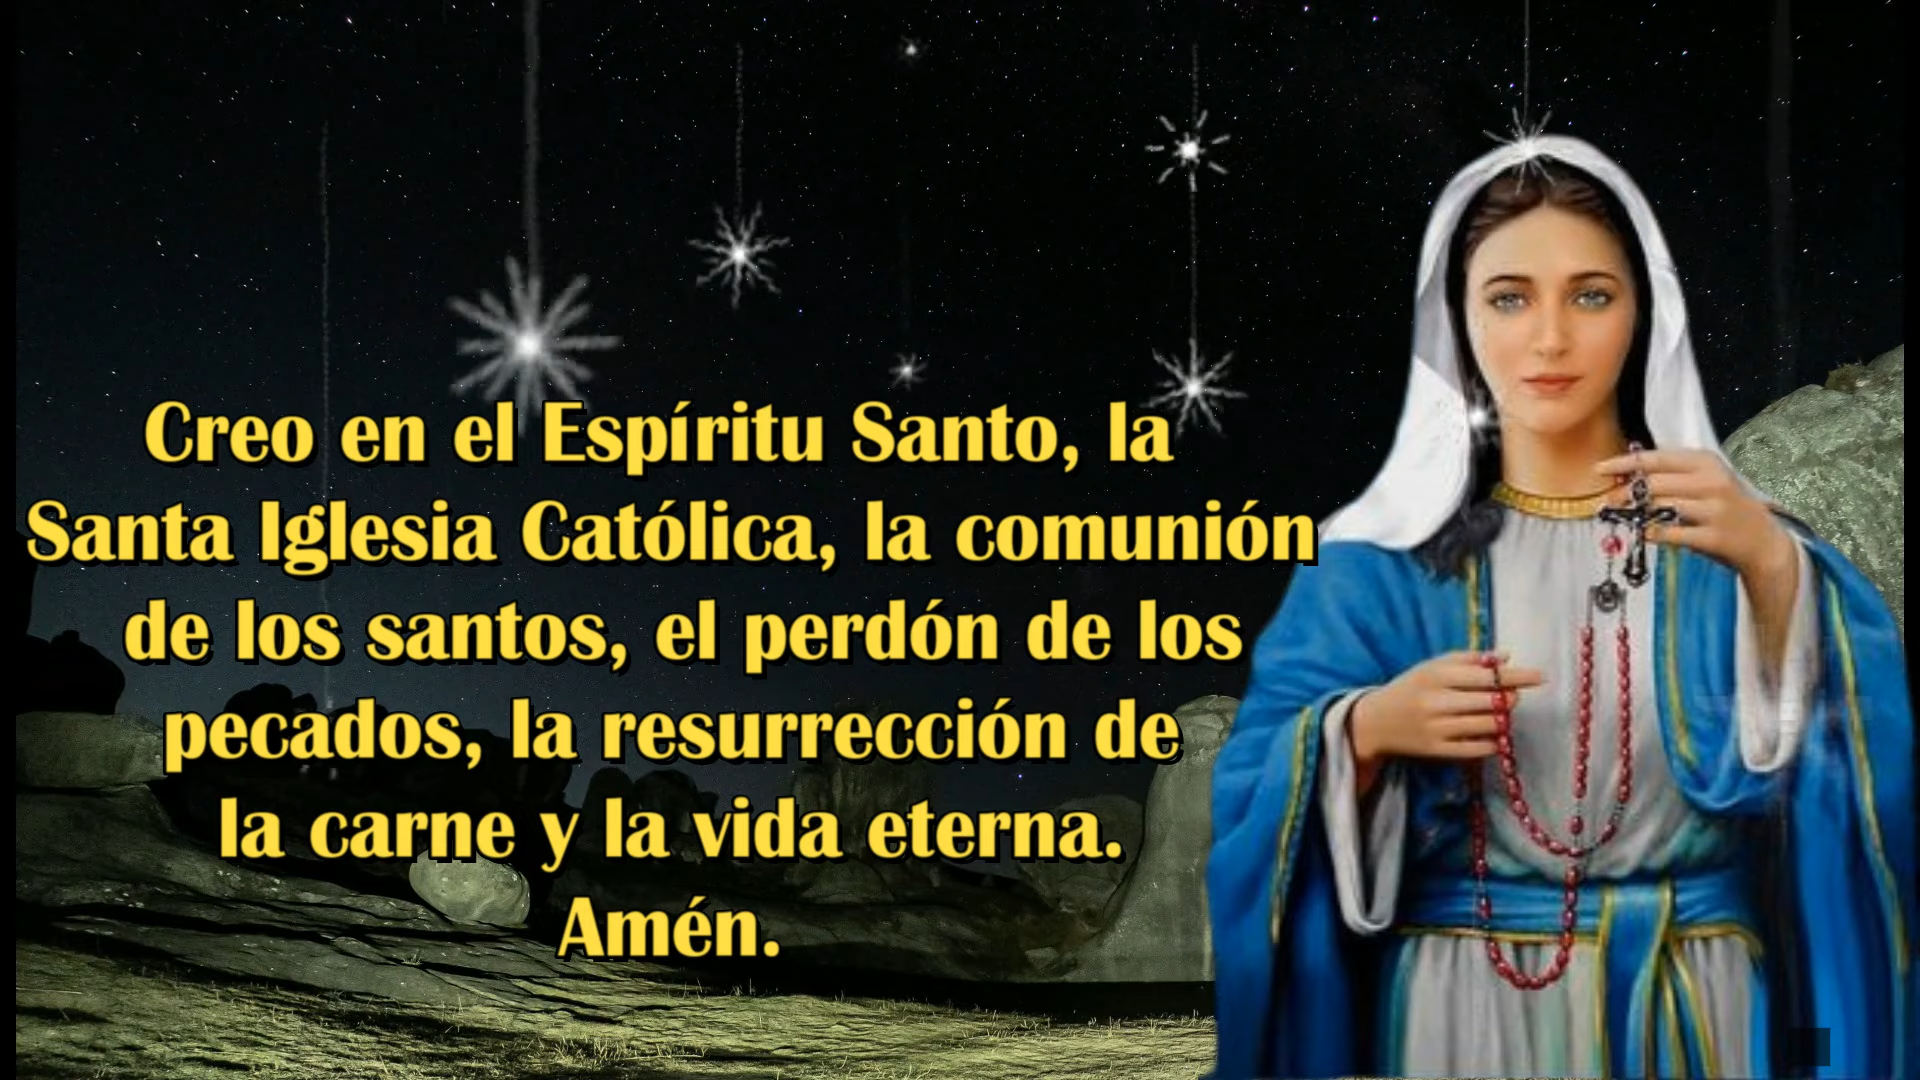 Creo en el Espíritu Santo, la
Santa Iglesia Católica, la comunión
de los santos, el perdón de los
pecados, la resurrección de
la carne y la vida eterna.
Amén.